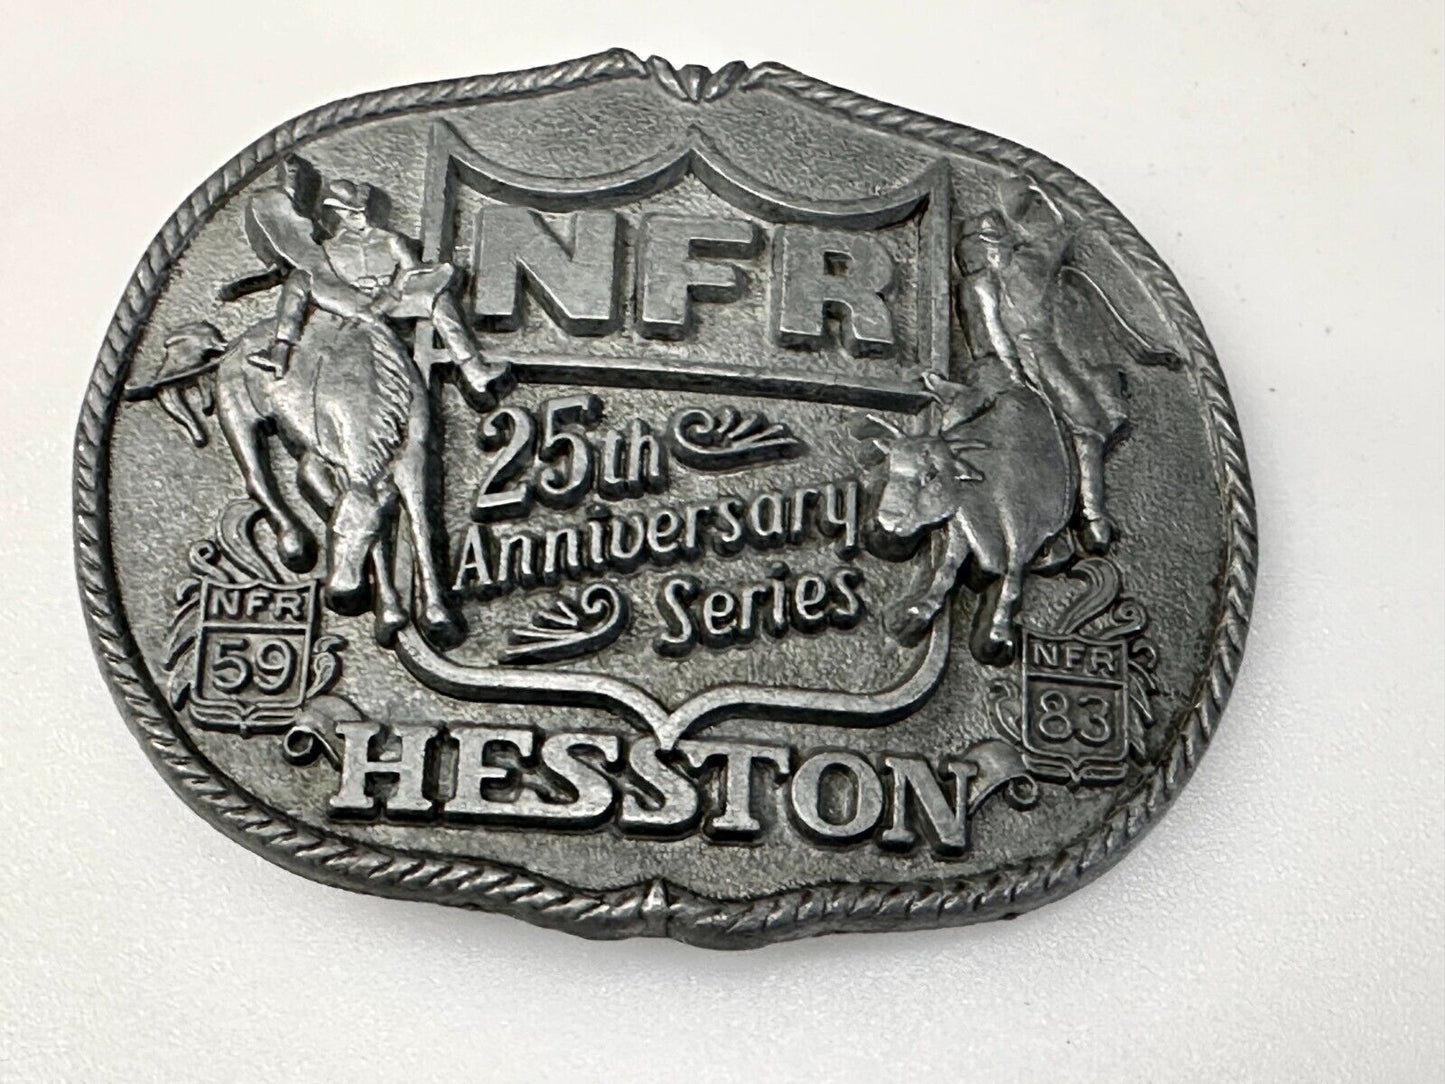 NFR
25th
Anniversary
Series
NFR
59
NFR
83
HESSTON